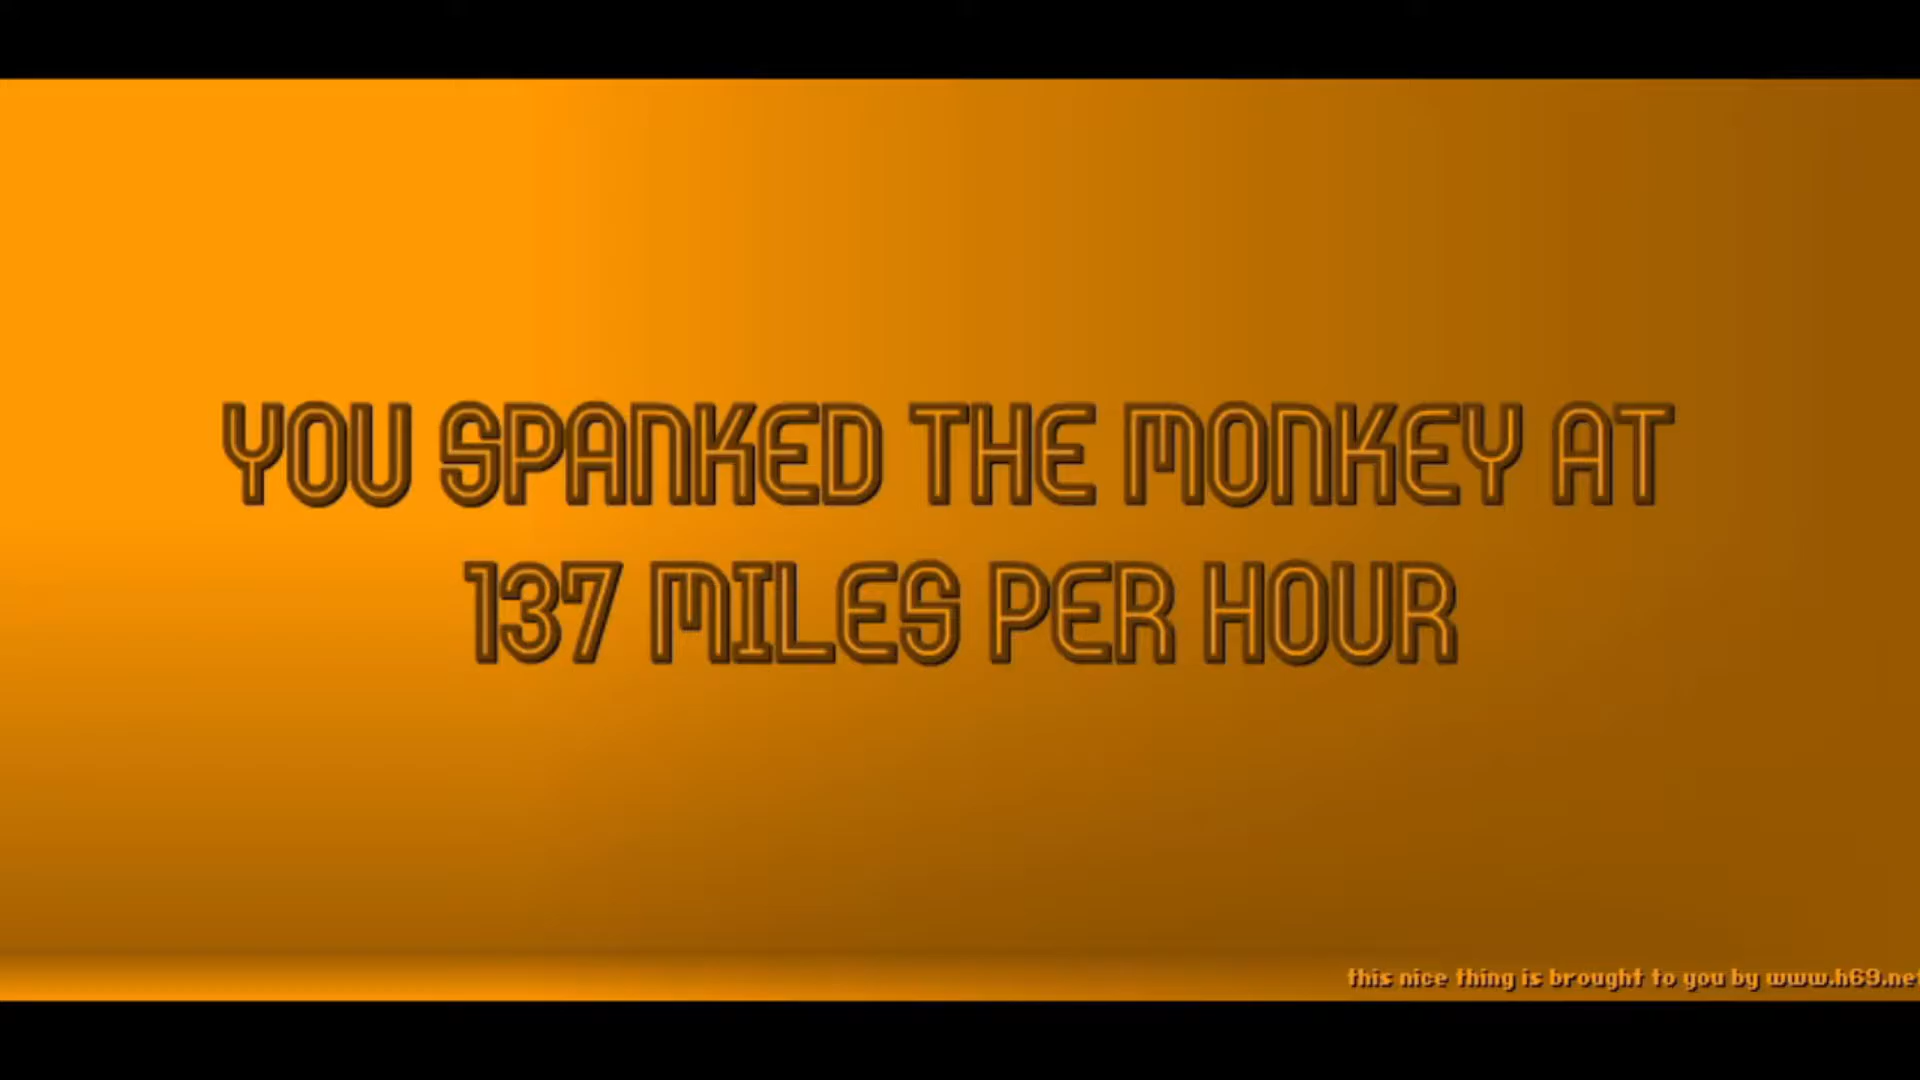 YOU SPANKED THE MONKEY AT
137 MILES PER HOUR
this nice thing is brought to you by www.h69.net